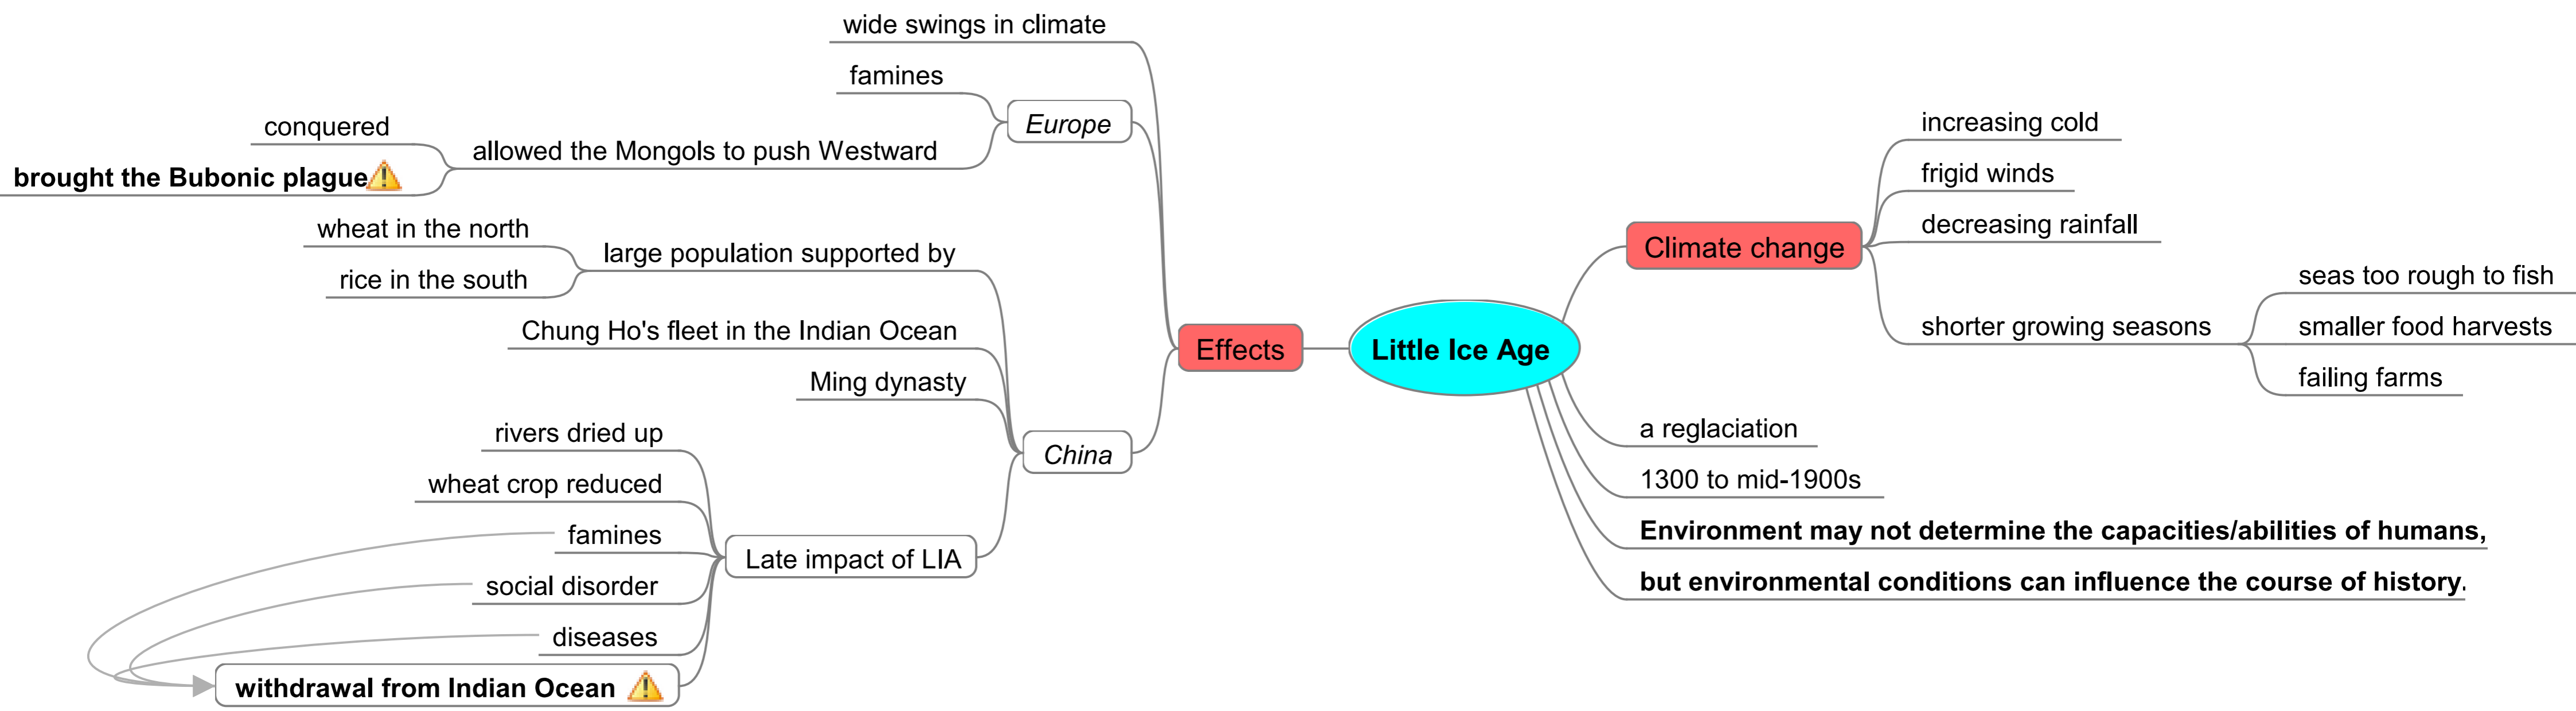 Little Ice Age
Climate change
increasing cold
frigid winds
decreasing rainfall
shorter growing seasons
seas too rough to fish
smaller food harvests
failing farms
a reglaciation
1300 to mid-1900s
Environment may not determine the capacities/abilities of humans,
but environmental conditions can influence the course of history.
Effects
wide swings in climate
Europe
famines
allowed the Mongols to push Westward
conquered
brought the Bubonic plague
China
large population supported by
wheat in the north
rice in the south
Chung Ho's fleet in the Indian Ocean
Ming dynasty
Late impact of LIA
rivers dried up
wheat crop reduced
famines
social disorder
diseases
withdrawal from Indian Ocean